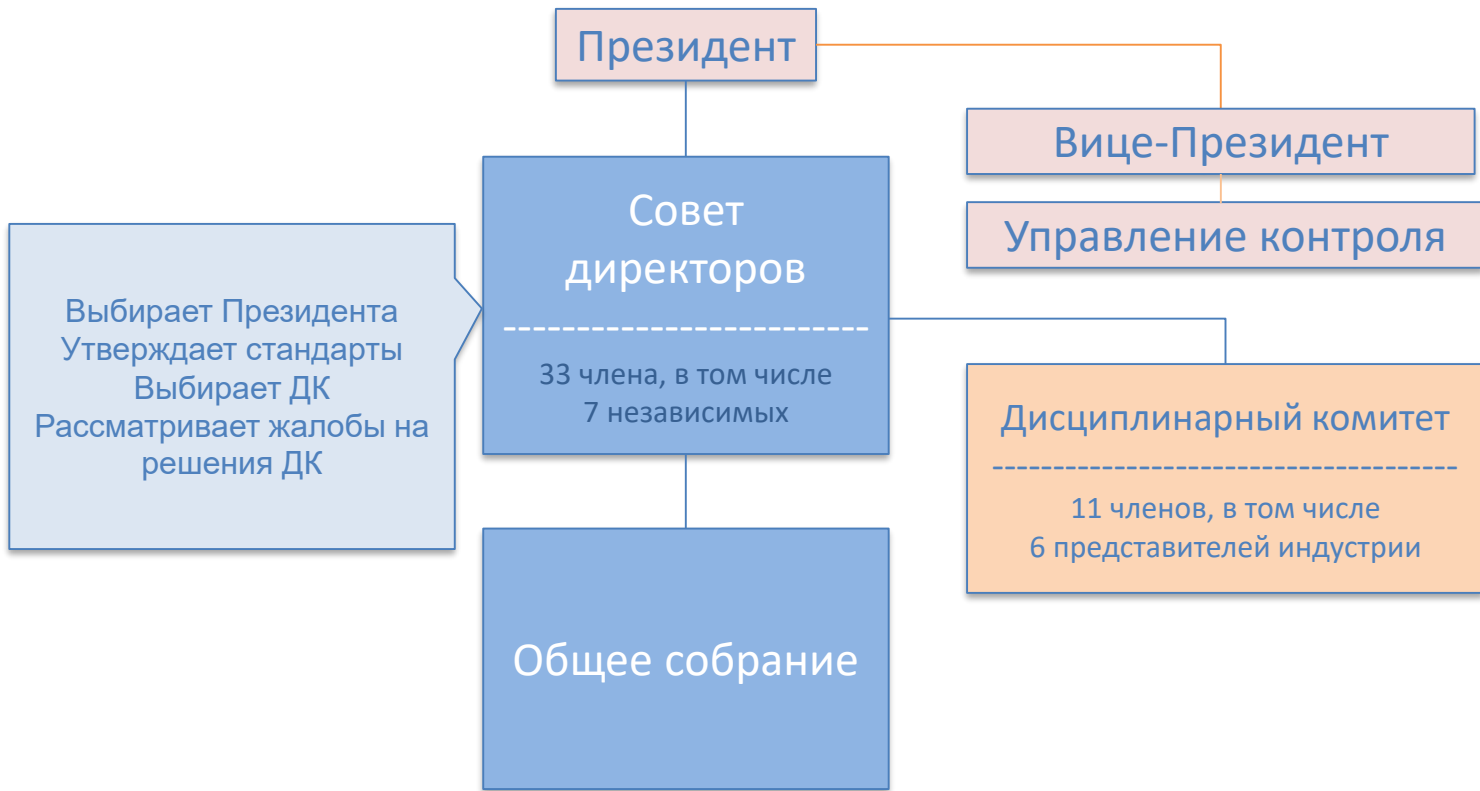 Президент
Вице-Президент
Управление контроля
Совет
директоров
------------------------------
33 члена, в том числе
7 независимых
Выбирает Президента
Утверждает стандарты
Выбирает ДК
Рассматривает жалобы на
решения ДК
Дисциплинарный комитет
---------------------------------------
11 членов, в том числе
6 представителей индустрии
Общее собрание